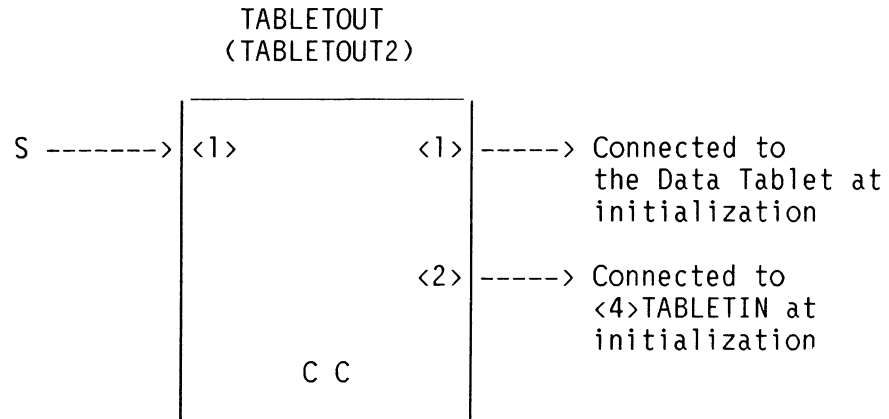 TABLETOUT
(TABLETOUT2)
S -------> <1> <1> -----> Connected to
the Data Tablet at
initialization
<2> -----> Connected to
<4>TABLETIN at
initialization
C C